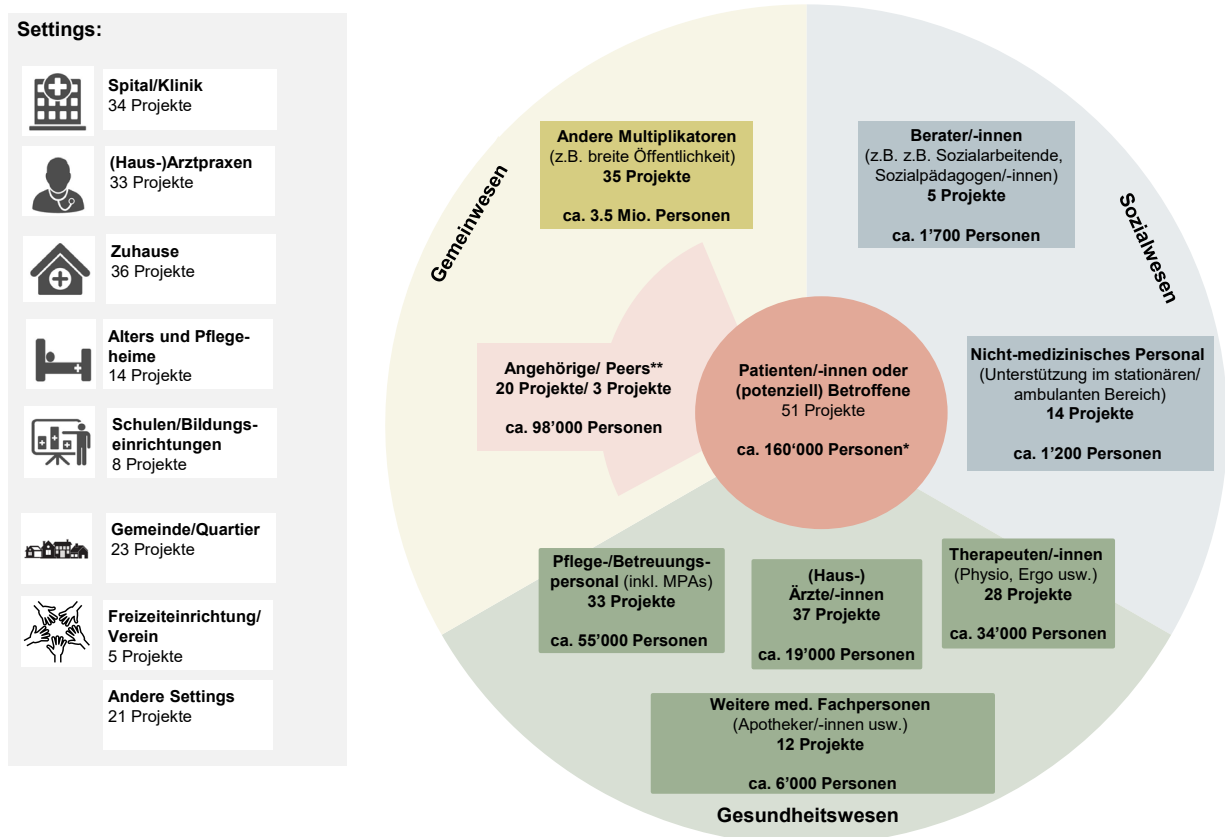 Settings:
Spital/Klinik
34 Projekte
(Haus-)Arztpraxen
33 Projekte
Zuhause
36 Projekte
Alters und Pflege-
heime
14 Projekte
Schulen/Bildungs-
einrichtungen
8 Projekte
Gemeinde/Quartier
23 Projekte
Freizeiteinrichtung/
Verein
5 Projekte
Andere Settings
21 Projekte
Gemeinwesen
Andere Multiplikatoren
(z.B. breite Öffentlichkeit)
35 Projekte
ca. 3.5 Mio. Personen
Angehörige/ Peers**
20 Projekte/ 3 Projekte
ca. 98’000 Personen
Patienten/-innen oder
(potenziell) Betroffene
51 Projekte
ca. 160‘000 Personen*
Sozialwesen
Berater/-innen
(z.B. z.B. Sozialarbeitende,
Sozialpädagogen/-innen)
5 Projekte
ca. 1’700 Personen
Nicht-medizinisches Personal
(Unterstützung im stationären/
ambulanten Bereich)
14 Projekte
ca. 1’200 Personen
Pflege-/Betreuungs-
personal (inkl. MPAs)
33 Projekte
ca. 55’000 Personen
(Haus-)
Ärzte/-innen
37 Projekte
ca. 19’000 Personen
Therapeuten/-innen
(Physio, Ergo usw.)
28 Projekte
ca. 34’000 Personen
Weitere med. Fachpersonen
(Apotheker/-innen usw.)
12 Projekte
ca. 6’000 Personen
Gesundheitswesen